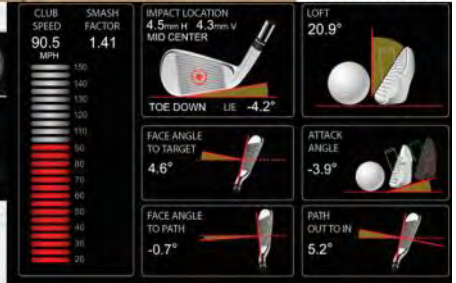 CLUB SPEED
90.5
MPH
SMASH FACTOR
1.41
150
140
130
120
110
90
80
70
60
50
40
30
20
IMPACT LOCATION
4.5mm H 4.3mm V
MID CENTER
TOE DOWN LIE -4.2°
LOFT
20.9°
FACE ANGLE
TO TARGET
4.6°
ATTACK
ANGLE
-3.9°
FACE ANGLE
TO PATH
-0.7°
PATH
OUT TO IN
5.2°